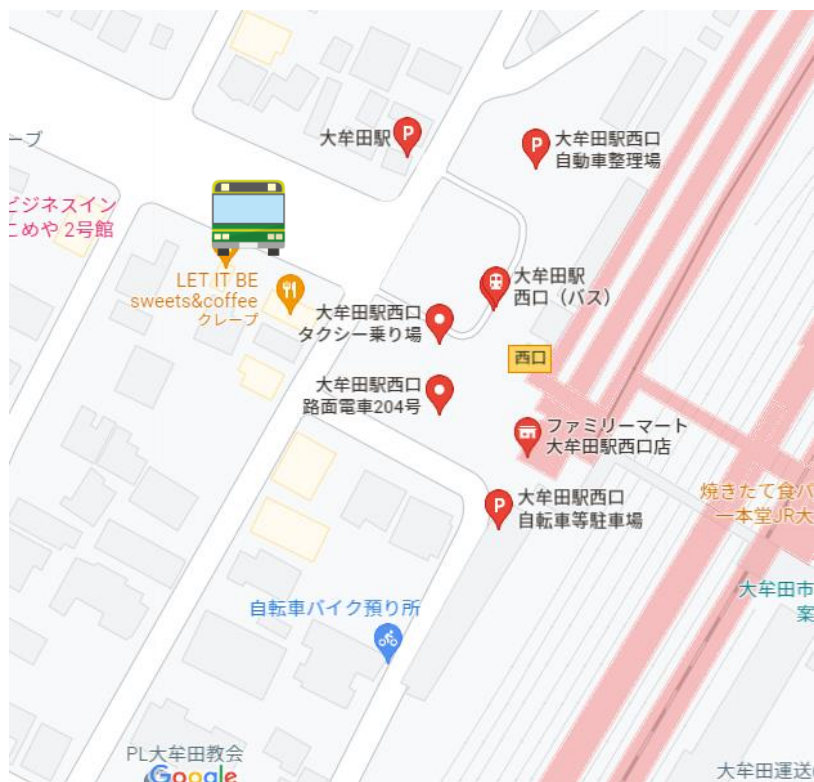 大牟田駅
大牟田駅西口
自動車整理場
ーブ
ビジネスイン
こめや 2号館
LET IT BE
sweets&coffee
クレープ
大牟田駅
西口（バス）
大牟田駅西口
タクシー乗り場
西口
大牟田駅西口
路面電車204号
ファミリーマート
大牟田駅西口店
焼きたて食パ
一本堂JR大
大牟田駅西口
自転車等駐車場
自転車バイク預り所
大牟田市
案
PL大牟田教会
Google
大牟田運送(